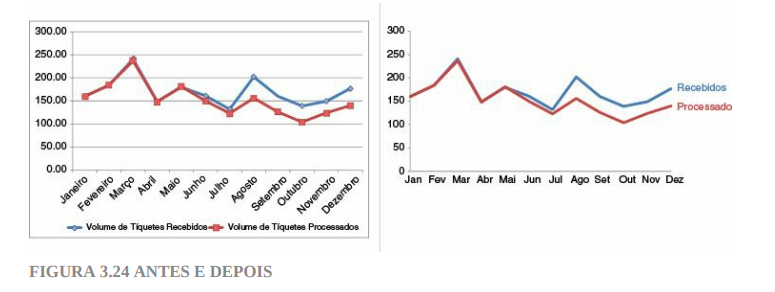 300.00
250.00
200.00
150.00
100.00
50.00
0.00
Janeiro
Fevereiro
Março
Abril
Maio
Junho
Julho
Agosto
Setembro
Outubro
Novembro
Dezembro
Volume de Tíquetes Recebidos Volume de Tíquetes Processados
300
250
200
150
100
50
0
Recebidos
Processado
Jan Fev Mar Abr Mai Jun Jul Ago Set Out Nov Dez
FIGURA 3.24 ANTES E DEPOIS